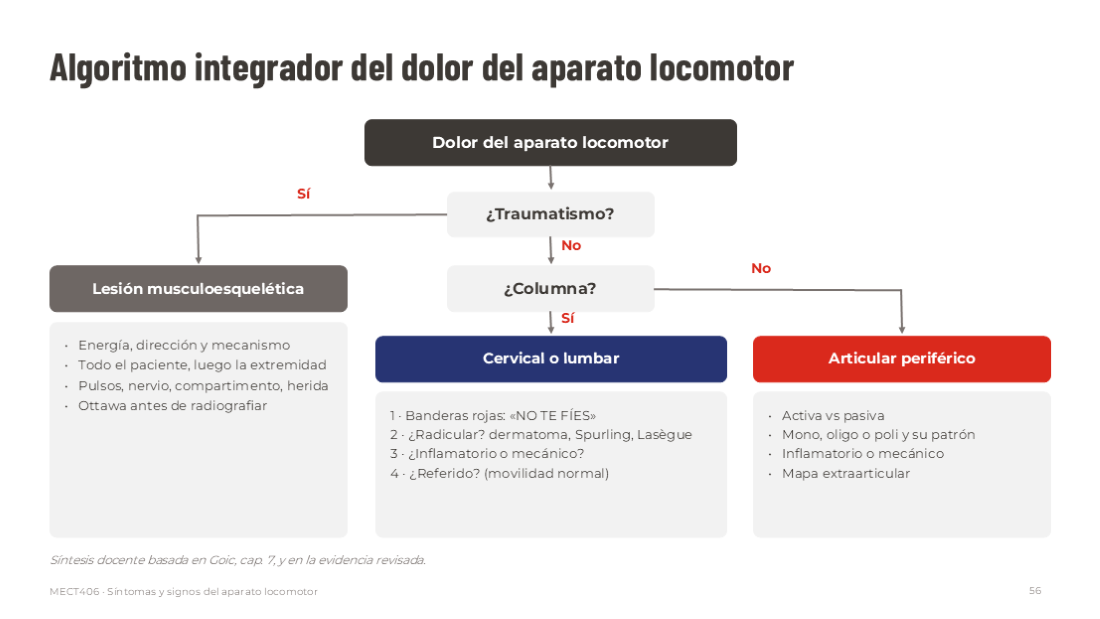 Algoritmo integrador del dolor del aparato locomotor
Dolor del aparato locomotor
Sí
¿Traumatismo?
No
No
Lesión musculoesquelética
¿Columna?
Sí
Cervical o lumbar
Articular periférico
• Energía, dirección y mecanismo
• Todo el paciente, luego la extremidad
• Pulsos, nervio, compartimento, herida
• Ottawa antes de radiografiar
1 · Banderas rojas: «NO TE FÍES»
2 · ¿Radicular? dermatoma, Spurling, Lasègue
3 · ¿Inflamatorio o mecánico?
4 · ¿Referido? (movilidad normal)
• Activa vs pasiva
• Mono, oligo o poli y su patrón
• Inflamatorio o mecánico
• Mapa extraarticular
Síntesis docente basada en Goic, cap. 7, y en la evidencia revisada.
MECT406 · Síntomas y signos del aparato locomotor
56